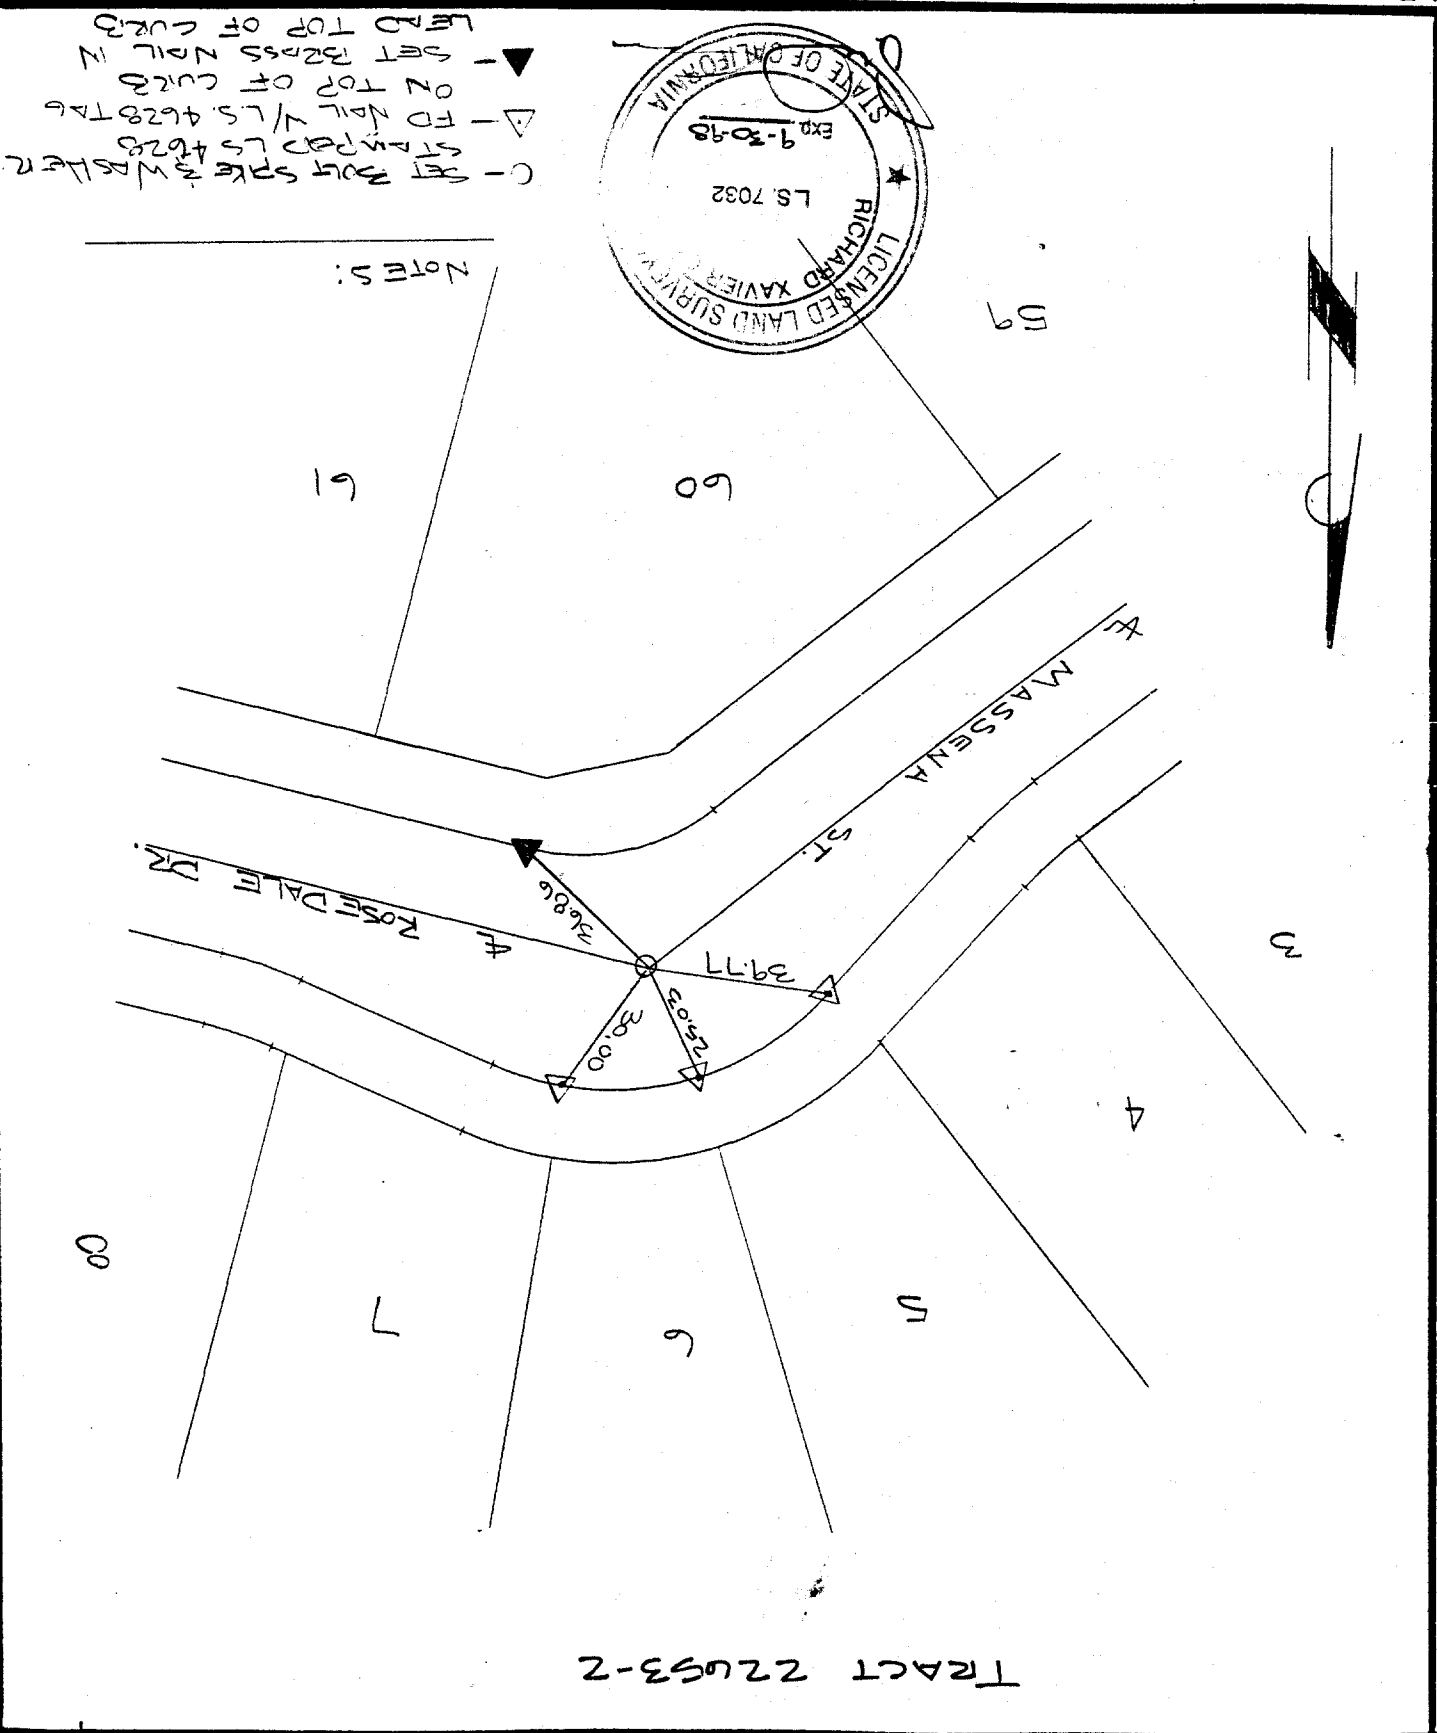 TRACT 22653-2
5
6
7
8
4
3
30.00
25.03
39.77
36.86
℄ ROSEDALE DR.
℄ MASSENA ST.
60
61
59
N
NOTES:
LICENSED LAND SURVEY
RICHARD XAVIER
L.S. 7032
Exp. 9-30-98
STATE OF CALIFORNIA
O - SET BOLT SPKE & WASHER
STAMPED LS 4628
△ - FD NAIL W/ L.S. 4628 TAG
ON TOP OF CURB
▲ - SET BRASS NAIL IN
LEAD TOP OF CURB